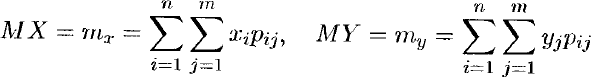 MX = m_x = \sum_{i=1}^{n} \sum_{j=1}^{m} x_i p_{ij}, \quad MY = m_y = \sum_{i=1}^{n} \sum_{j=1}^{m} y_j p_{ij}